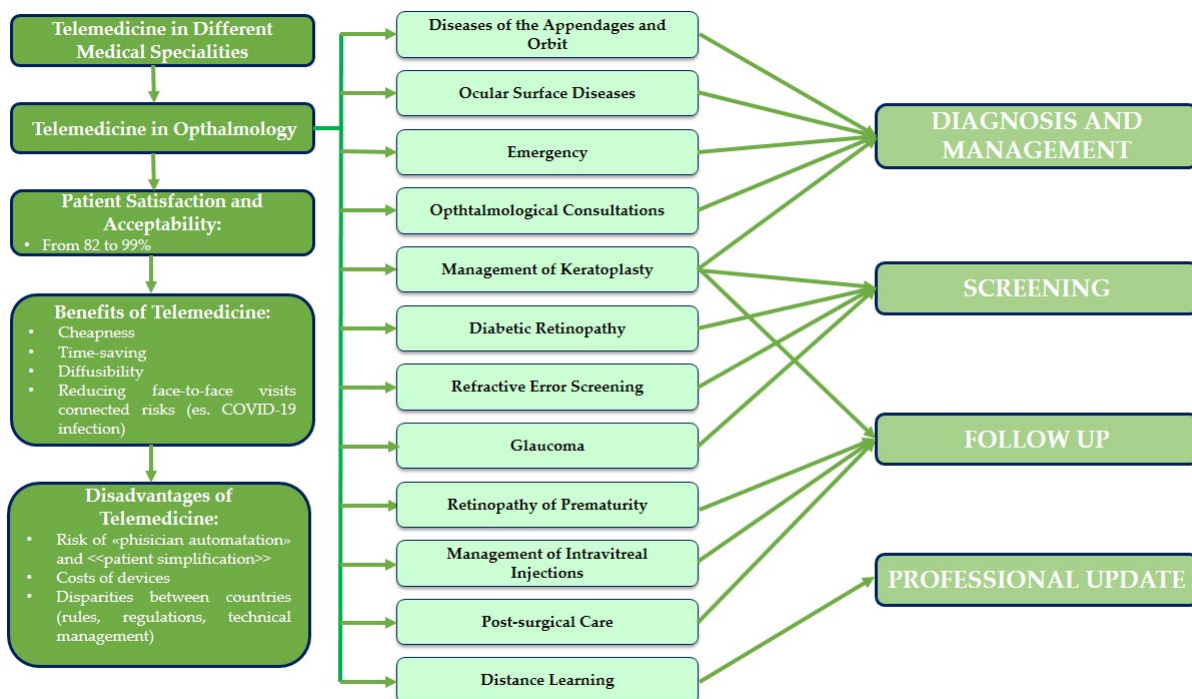 Telemedicine in Different
Medical Specialities
Telemedicine in Opthalmology
Patient Satisfaction and
Acceptability:
• From 82 to 99%
Benefits of Telemedicine:
• Cheapness
• Time-saving
• Diffusibility
• Reducing face-to-face visits
connected risks (es. COVID-19
infection)
Disadvantages of
Telemedicine:
• Risk of «phisician automatation»
and <<patient simplification>>
• Costs of devices
• Disparities between countries
(rules, regulations, technical
management)
Diseases of the Appendages and
Orbit
Ocular Surface Diseases
Emergency
Opthtalmological Consultations
Management of Keratoplasty
Diabetic Retinopathy
Refractive Error Screening
Glaucoma
Retinopathy of Prematurity
Management of Intravitreal
Injections
Post-surgical Care
Distance Learning
DIAGNOSIS AND
MANAGEMENT
SCREENING
FOLLOW UP
PROFESSIONAL UPDATE